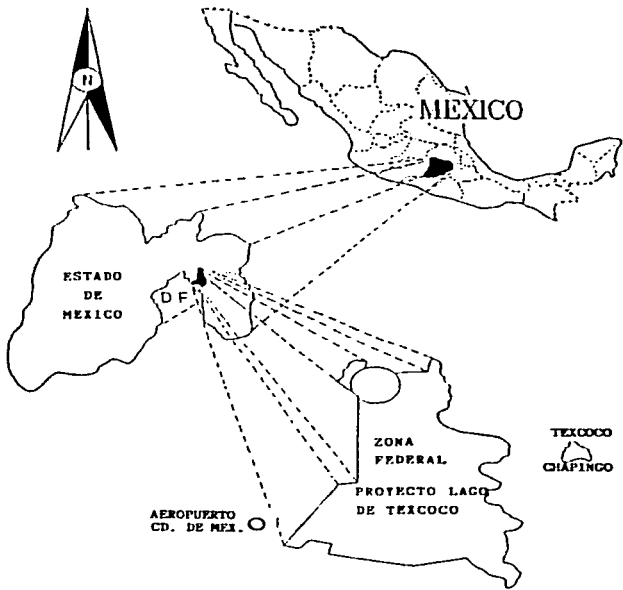 N
MEXICO
ESTADO
DE
MEXICO
D F
ZONA
FEDERAL
PROYECTO LAGO
DE TEXCOCO
TEXCOCO
CHAPINGO
AEROPUERTO
CD. DE MEX.